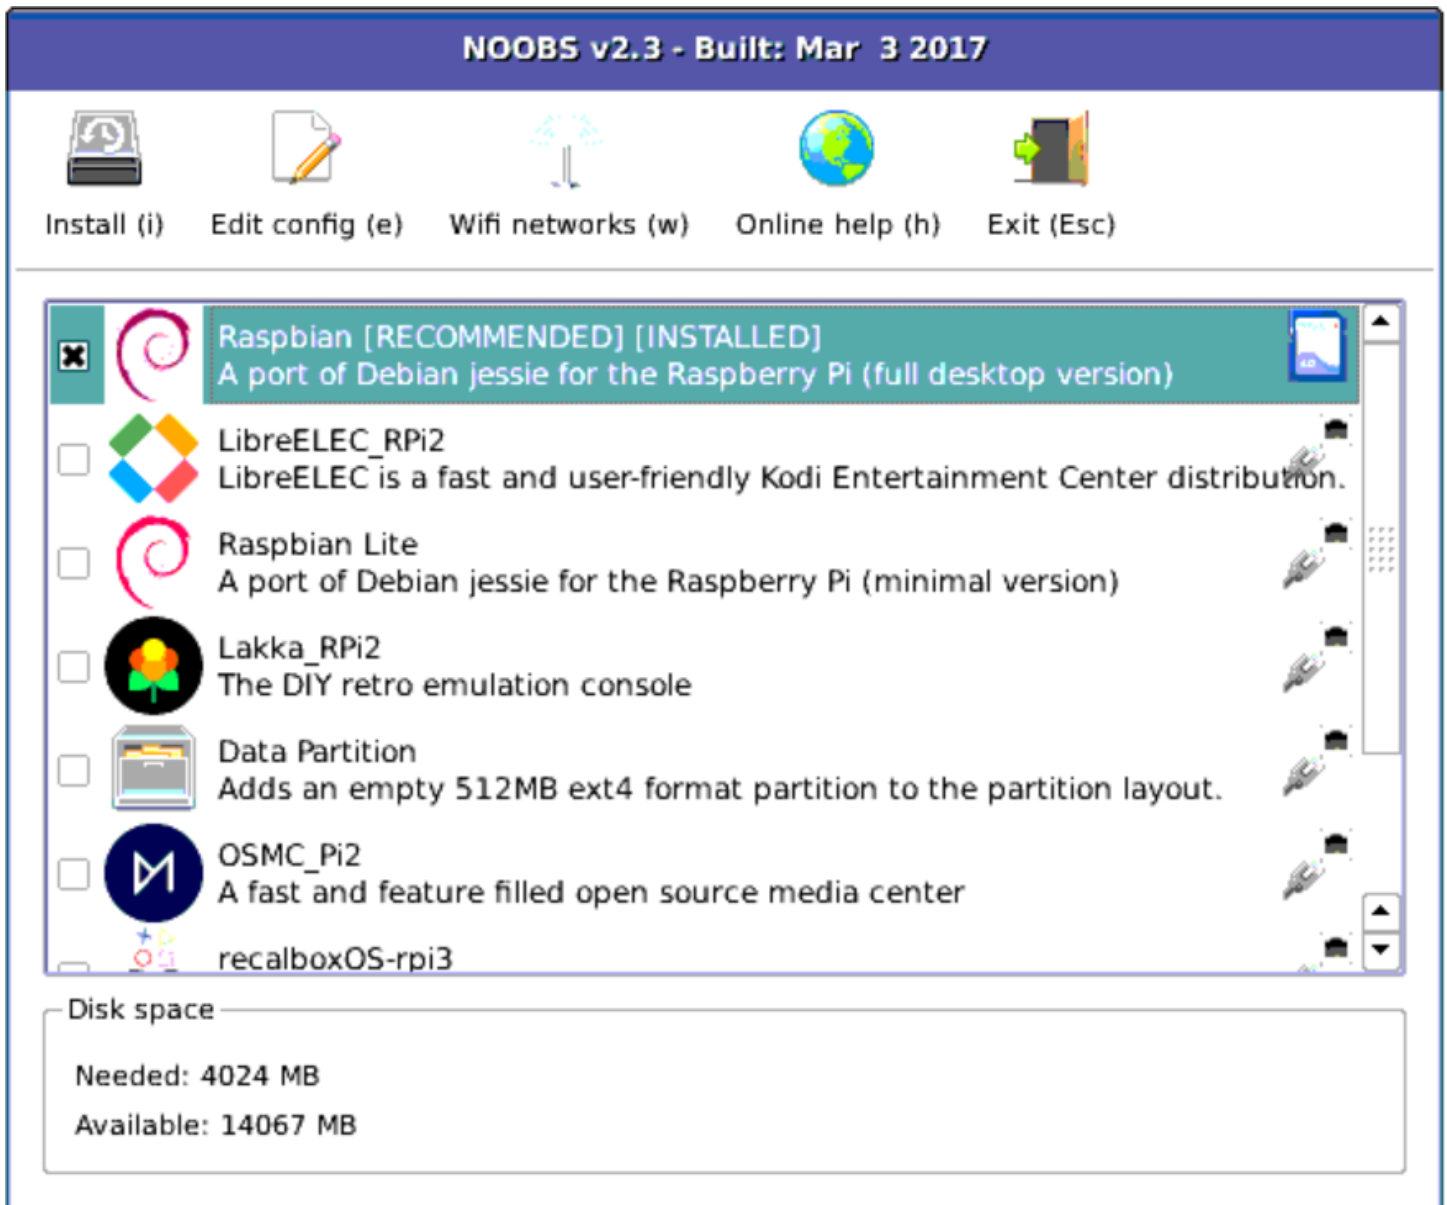 NOOBS v2.3 - Built: Mar  3 2017
Install (i)
Edit config (e)
Wifi networks (w)
Online help (h)
Exit (Esc)
Raspbian [RECOMMENDED] [INSTALLED]
A port of Debian jessie for the Raspberry Pi (full desktop version)
LibreELEC_RPi2
LibreELEC is a fast and user-friendly Kodi Entertainment Center distribution.
Raspbian Lite
A port of Debian jessie for the Raspberry Pi (minimal version)
Lakka_RPi2
The DIY retro emulation console
Data Partition
Adds an empty 512MB ext4 format partition to the partition layout.
OSMC_Pi2
A fast and feature filled open source media center
recalboxOS-rpi3
Disk space
Needed: 4024 MB
Available: 14067 MB